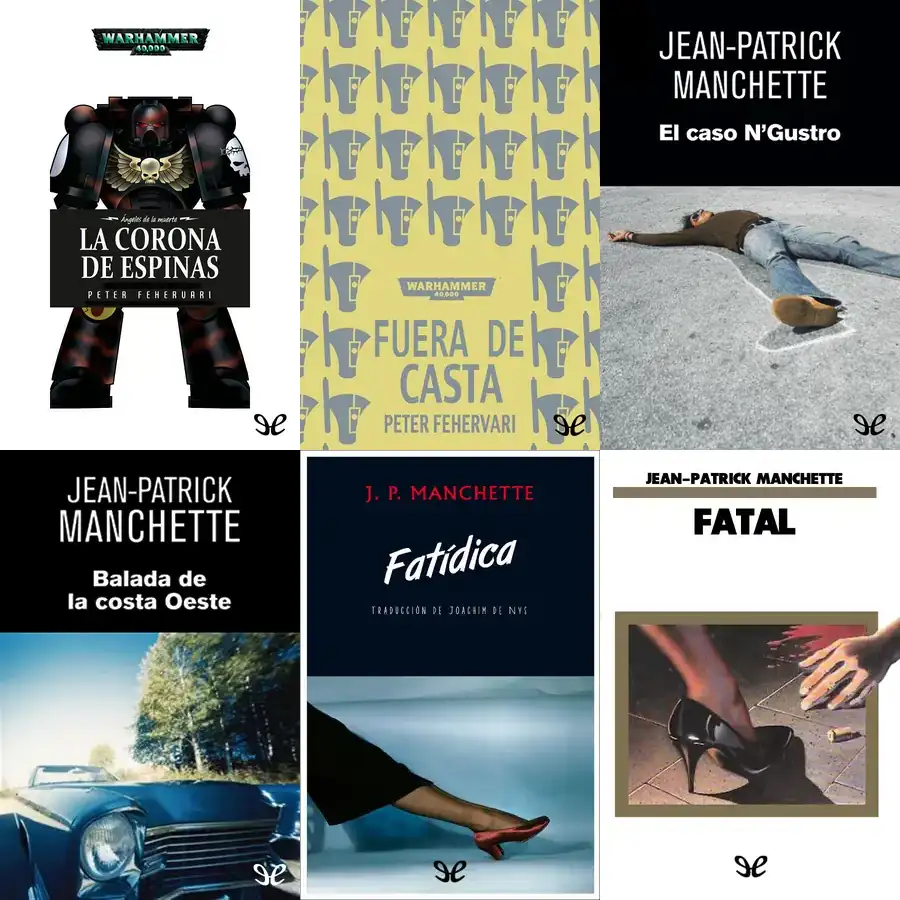 WARHAMMER
40,000
Ángeles de la muerte
LA CORONA
DE ESPINAS
PETER FEHERVARI
WARHAMMER
40,000
FUERA DE
CASTA
PETER FEHERVARI
JEAN-PATRICK
MANCHETTE
El caso N'Gustro
JEAN-PATRICK
MANCHETTE
Balada de
la costa Oeste
J. P. MANCHETTE
Fatídica
TRADUCCIÓN DE JOACHIM DE NYS
JEAN-PATRICK MANCHETTE
FATAL